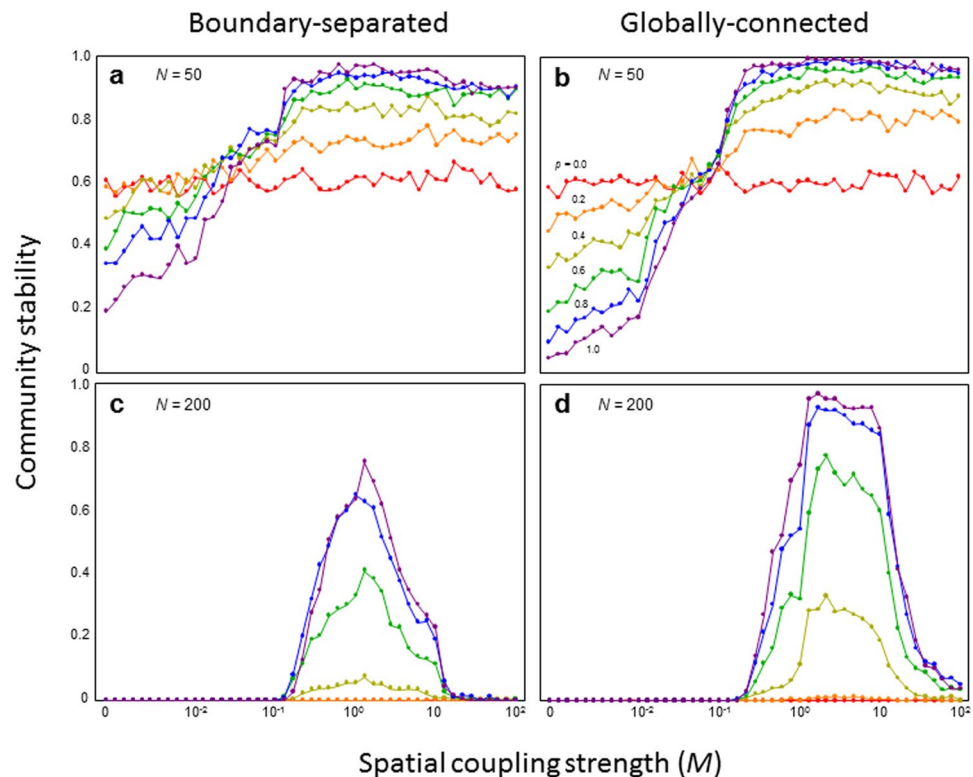 Boundary-separated Globally-connected
a N = 50
b N = 50
1.0
0.8
0.6
0.4
0.2
0
p = 0.0
0.2
0.4
0.6
0.8
1.0
Community stability
c N = 200
d N = 200
1.0
0.8
0.6
0.4
0.2
0
0 10⁻² 10⁻¹ 10⁰ 10 10² 0 10⁻² 10⁻¹ 10⁰ 10 10²
Spatial coupling strength (M)